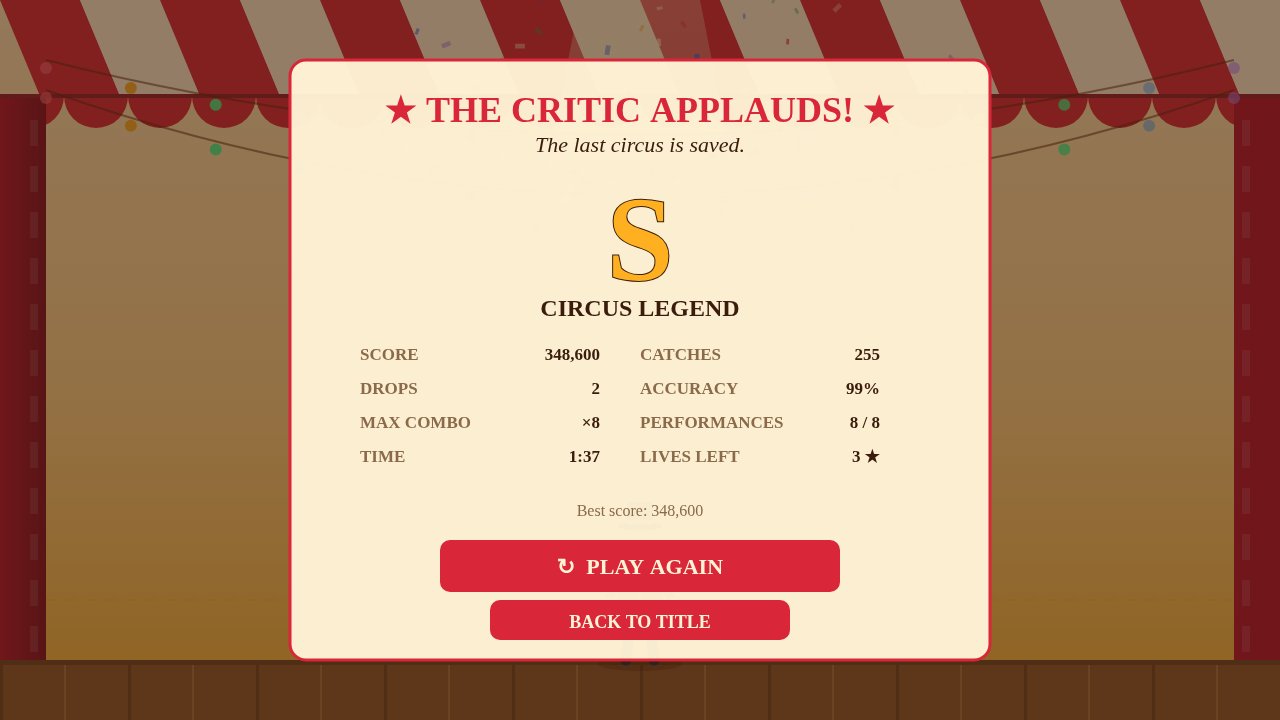 ★ THE CRITIC APPLAUDS! ★
The last circus is saved.
S
CIRCUS LEGEND
SCORE 348,600 CATCHES 255
DROPS 2 ACCURACY 99%
MAX COMBO ×8 PERFORMANCES 8 / 8
TIME 1:37 LIVES LEFT 3 ★
Best score: 348,600
↻ PLAY AGAIN
BACK TO TITLE